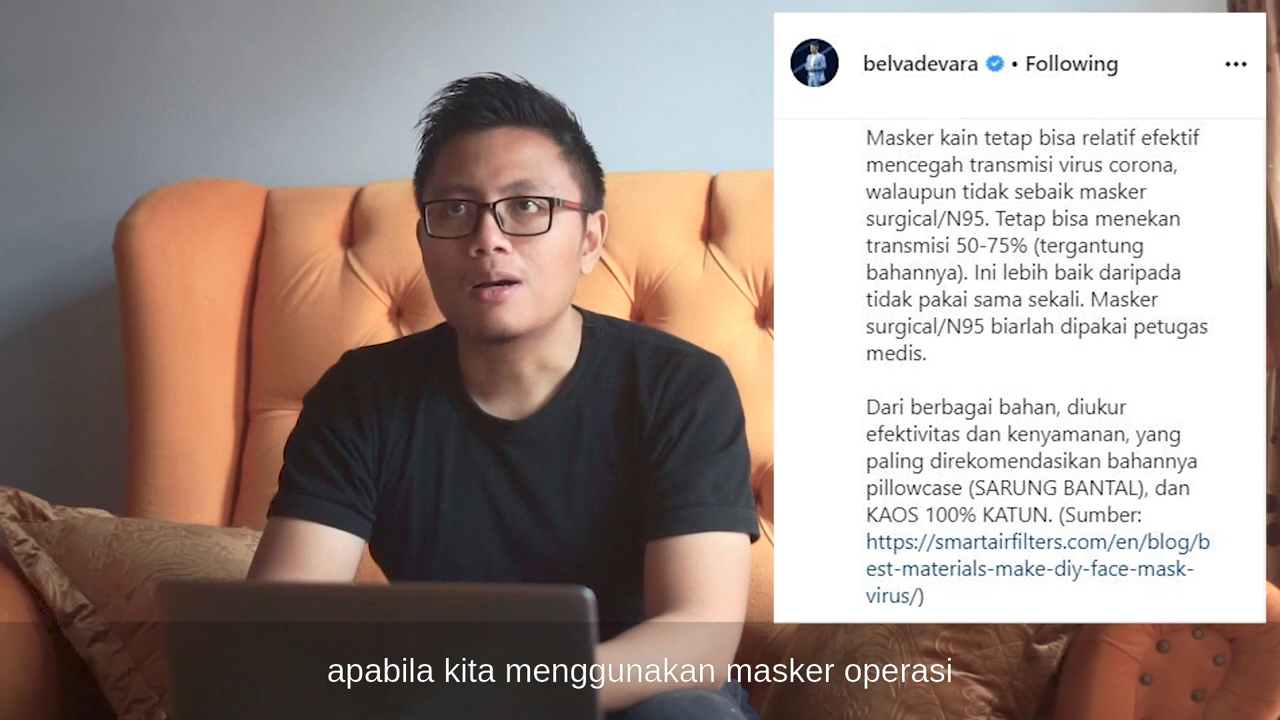 belvadevara • Following •••
Masker kain tetap bisa relatif efektif
mencegah transmisi virus corona,
walaupun tidak sebaik masker
surgical/N95. Tetap bisa menekan
transmisi 50-75% (tergantung
bahannya). Ini lebih baik daripada
tidak pakai sama sekali. Masker
surgical/N95 biarlah dipakai petugas
medis.
Dari berbagai bahan, diukur
efektivitas dan kenyamanan, yang
paling direkomendasikan bahannya
pillowcase (SARUNG BANTAL), dan
KAOS 100% KATUN. (Sumber:
https://smartairfilters.com/en/blog/b
est-materials-make-diy-face-mask-
virus/)
apabila kita menggunakan masker operasi